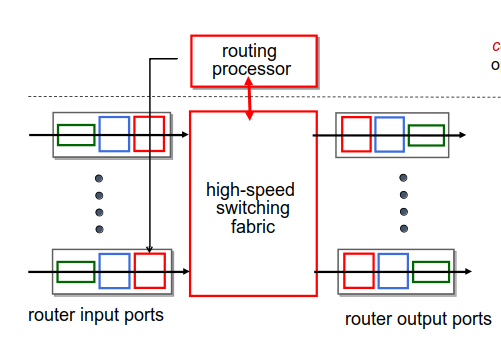 routing
processor
c
o
high-speed
switching
fabric
router input ports
router output ports